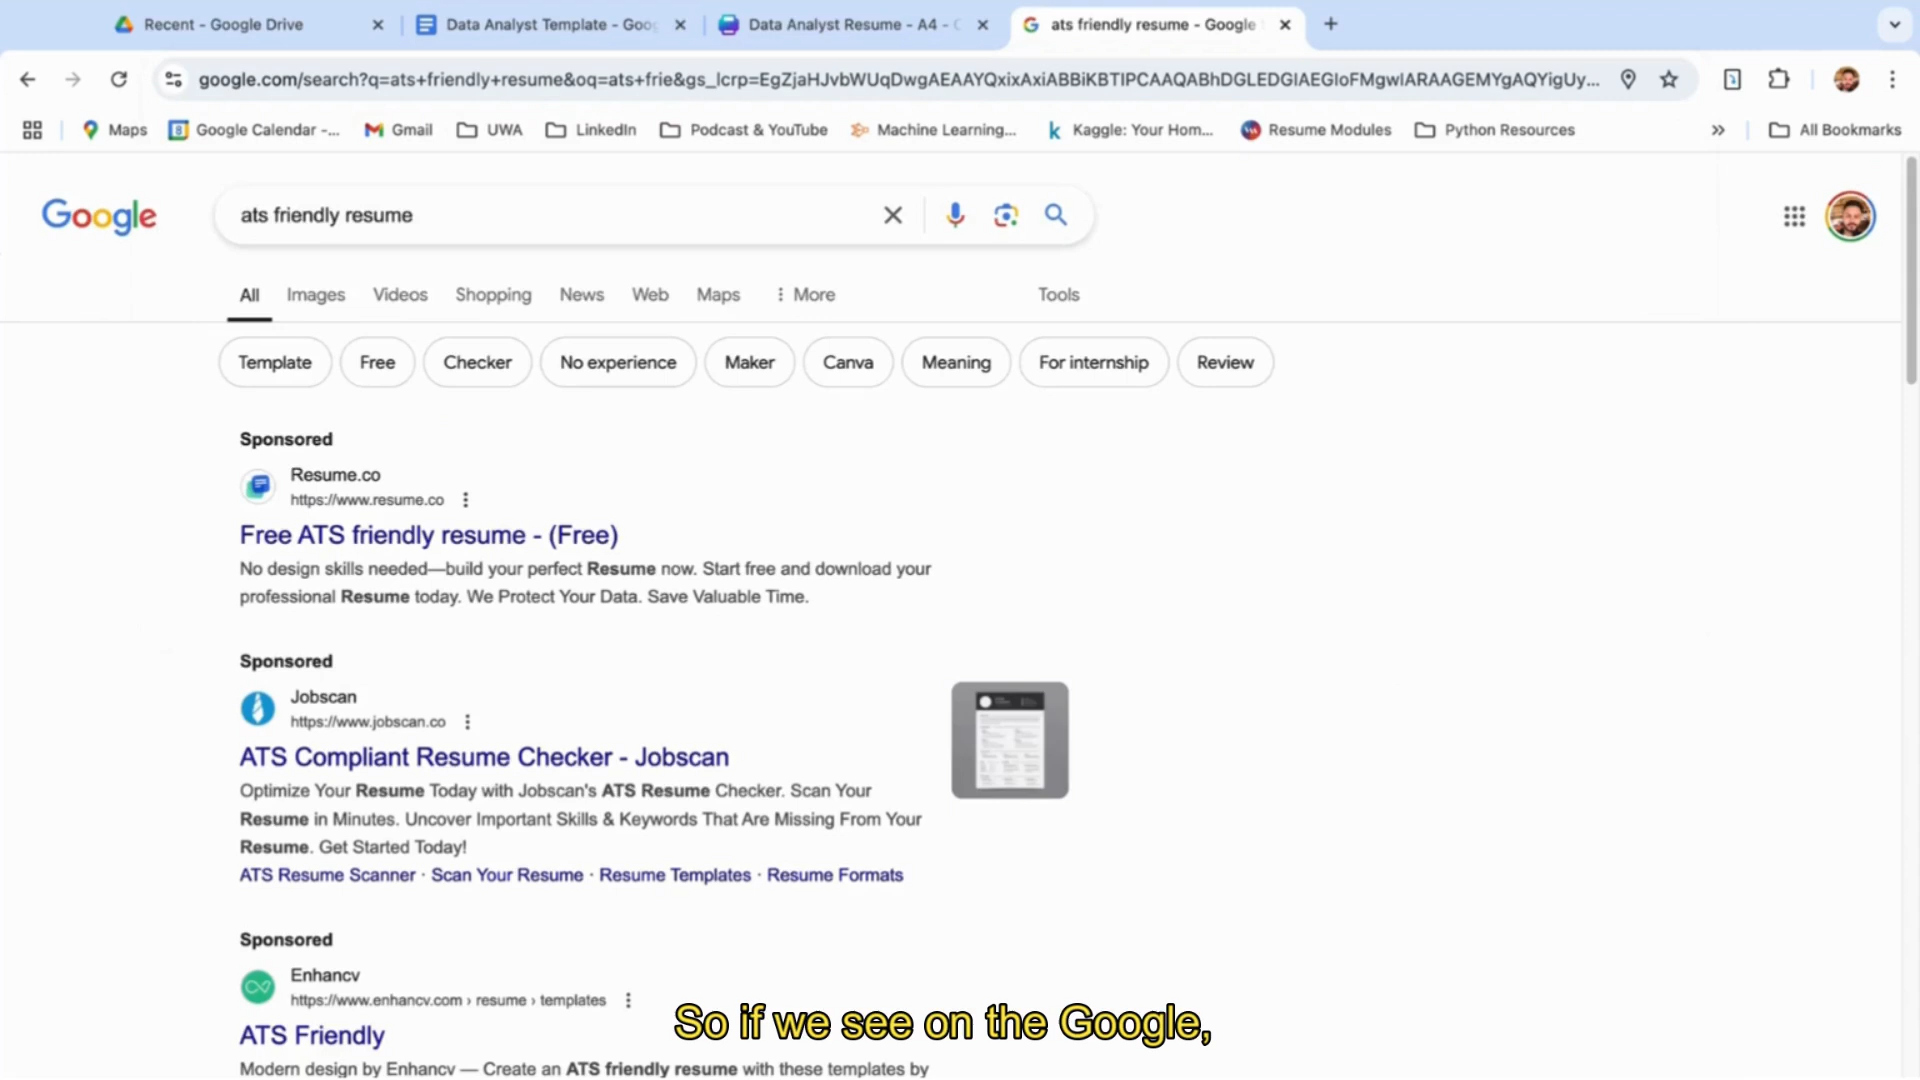 Recent - Google Drive
Data Analyst Template - Goog
Data Analyst Resume - A4 - C
ats friendly resume - Google
google.com/search?q=ats+friendly+resume&oq=ats+frie&gs_lcrp=EgZjaHJvbWUqDwgAEAAYQxixAxiABBiKBTIPCAAQABhDGLEDGIAEGIoFMgwIARAAGEMYgAQYigUy...
Maps
Google Calendar -...
Gmail
UWA
LinkedIn
Podcast & YouTube
Machine Learning...
Kaggle: Your Hom...
Resume Modules
Python Resources
All Bookmarks
Google
ats friendly resume
All
Images
Videos
Shopping
News
Web
Maps
More
Tools
Template
Free
Checker
No experience
Maker
Canva
Meaning
For internship
Review
Sponsored
Resume.co
https://www.resume.co
Free ATS friendly resume - (Free)
No design skills needed—build your perfect Resume now. Start free and download your
professional Resume today. We Protect Your Data. Save Valuable Time.
Sponsored
Jobscan
https://www.jobscan.co
ATS Compliant Resume Checker - Jobscan
Optimize Your Resume Today with Jobscan's ATS Resume Checker. Scan Your
Resume in Minutes. Uncover Important Skills & Keywords That Are Missing From Your
Resume. Get Started Today!
ATS Resume Scanner · Scan Your Resume · Resume Templates · Resume Formats
Sponsored
Enhancv
https://www.enhancv.com › resume › templates
ATS Friendly
So if we see on the Google,
Modern design by Enhancv — Create an ATS friendly resume with these templates by